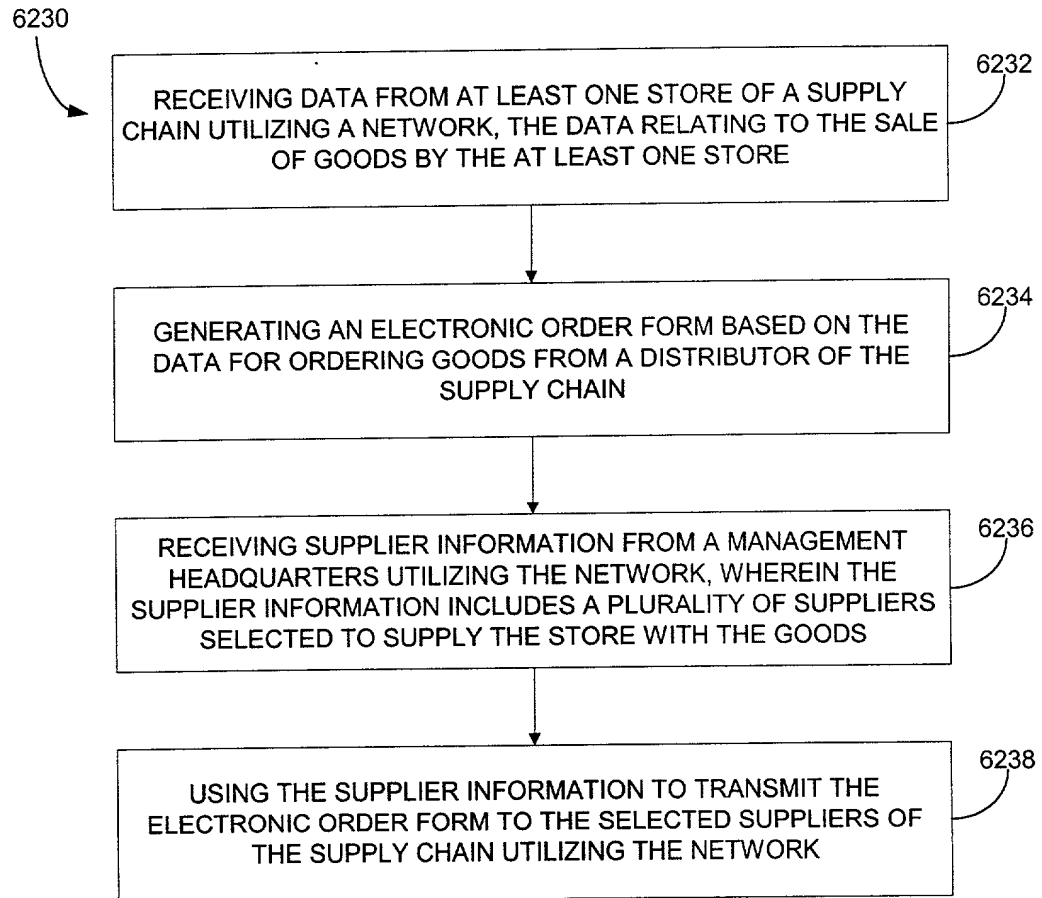 6230
6232
RECEIVING DATA FROM AT LEAST ONE STORE OF A SUPPLY
CHAIN UTILIZING A NETWORK, THE DATA RELATING TO THE SALE
OF GOODS BY THE AT LEAST ONE STORE
6234
GENERATING AN ELECTRONIC ORDER FORM BASED ON THE
DATA FOR ORDERING GOODS FROM A DISTRIBUTOR OF THE
SUPPLY CHAIN
6236
RECEIVING SUPPLIER INFORMATION FROM A MANAGEMENT
HEADQUARTERS UTILIZING THE NETWORK, WHEREIN THE
SUPPLIER INFORMATION INCLUDES A PLURALITY OF SUPPLIERS
SELECTED TO SUPPLY THE STORE WITH THE GOODS
6238
USING THE SUPPLIER INFORMATION TO TRANSMIT THE
ELECTRONIC ORDER FORM TO THE SELECTED SUPPLIERS OF
THE SUPPLY CHAIN UTILIZING THE NETWORK